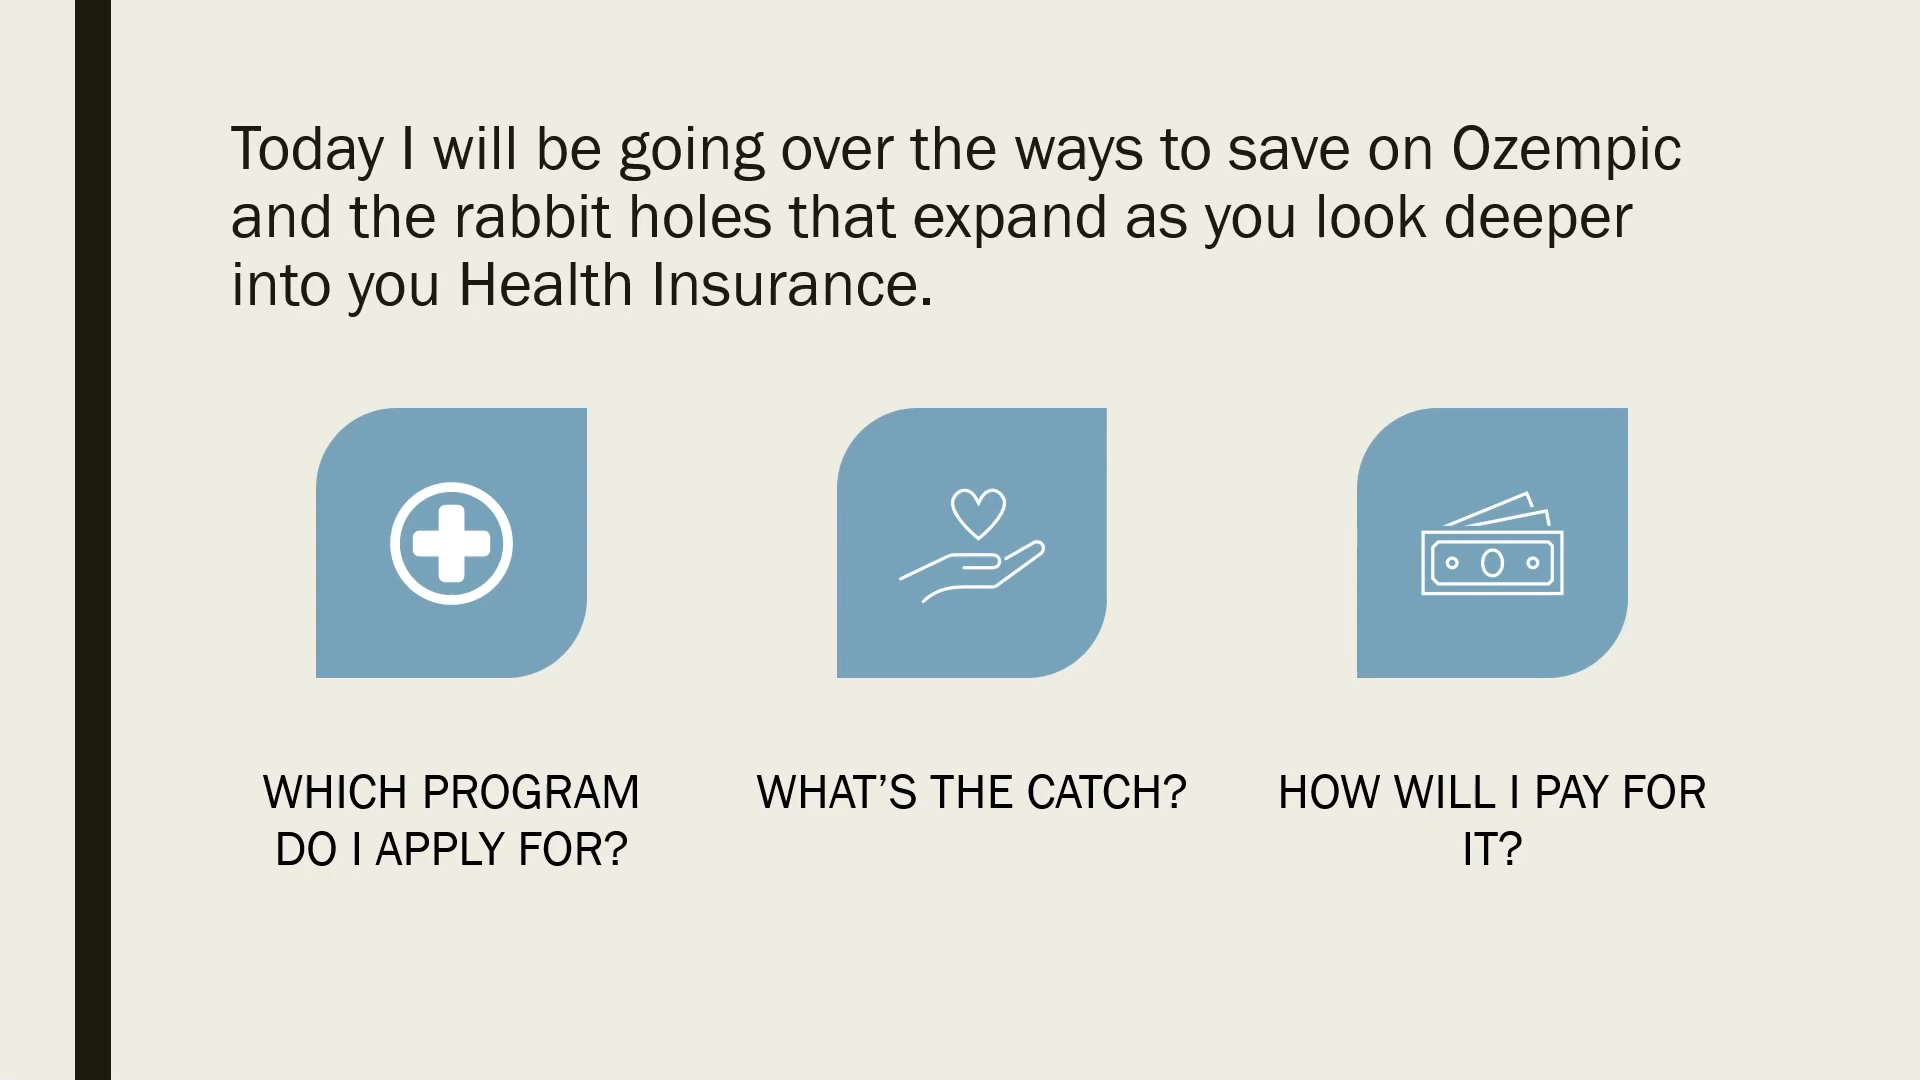 Today I will be going over the ways to save on Ozempic
and the rabbit holes that expand as you look deeper
into you Health Insurance.
WHICH PROGRAM
DO I APPLY FOR?
WHAT’S THE CATCH?
HOW WILL I PAY FOR
IT?